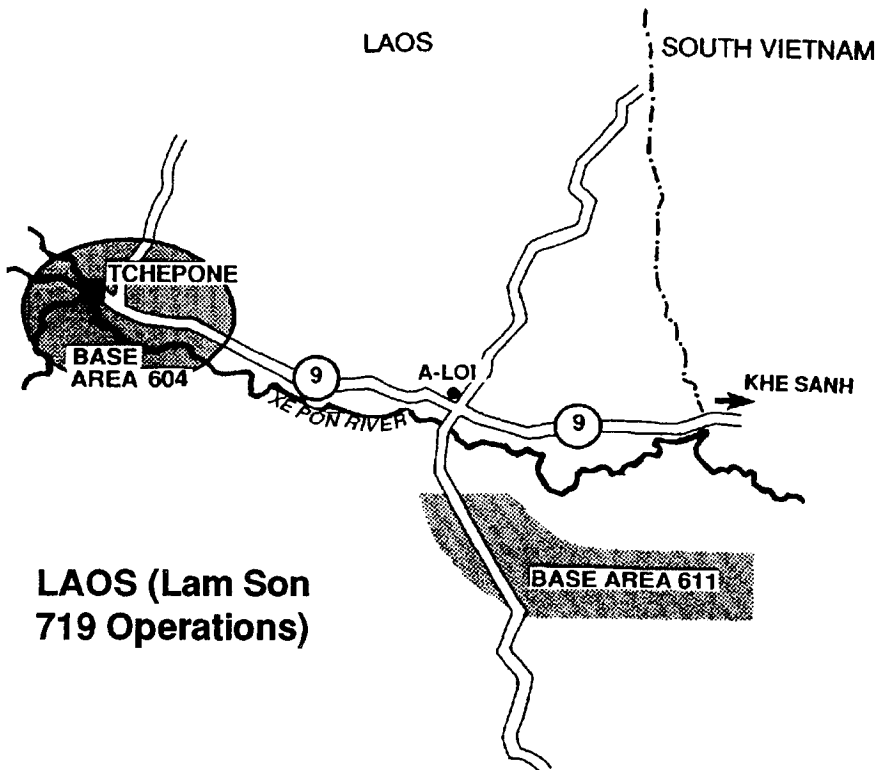 LAOS
SOUTH VIETNAM
TCHEPONE
BASE
AREA 604
9
A-LOI
KHE SANH
XE PON RIVER
9
BASE AREA 611
LAOS (Lam Son
719 Operations)